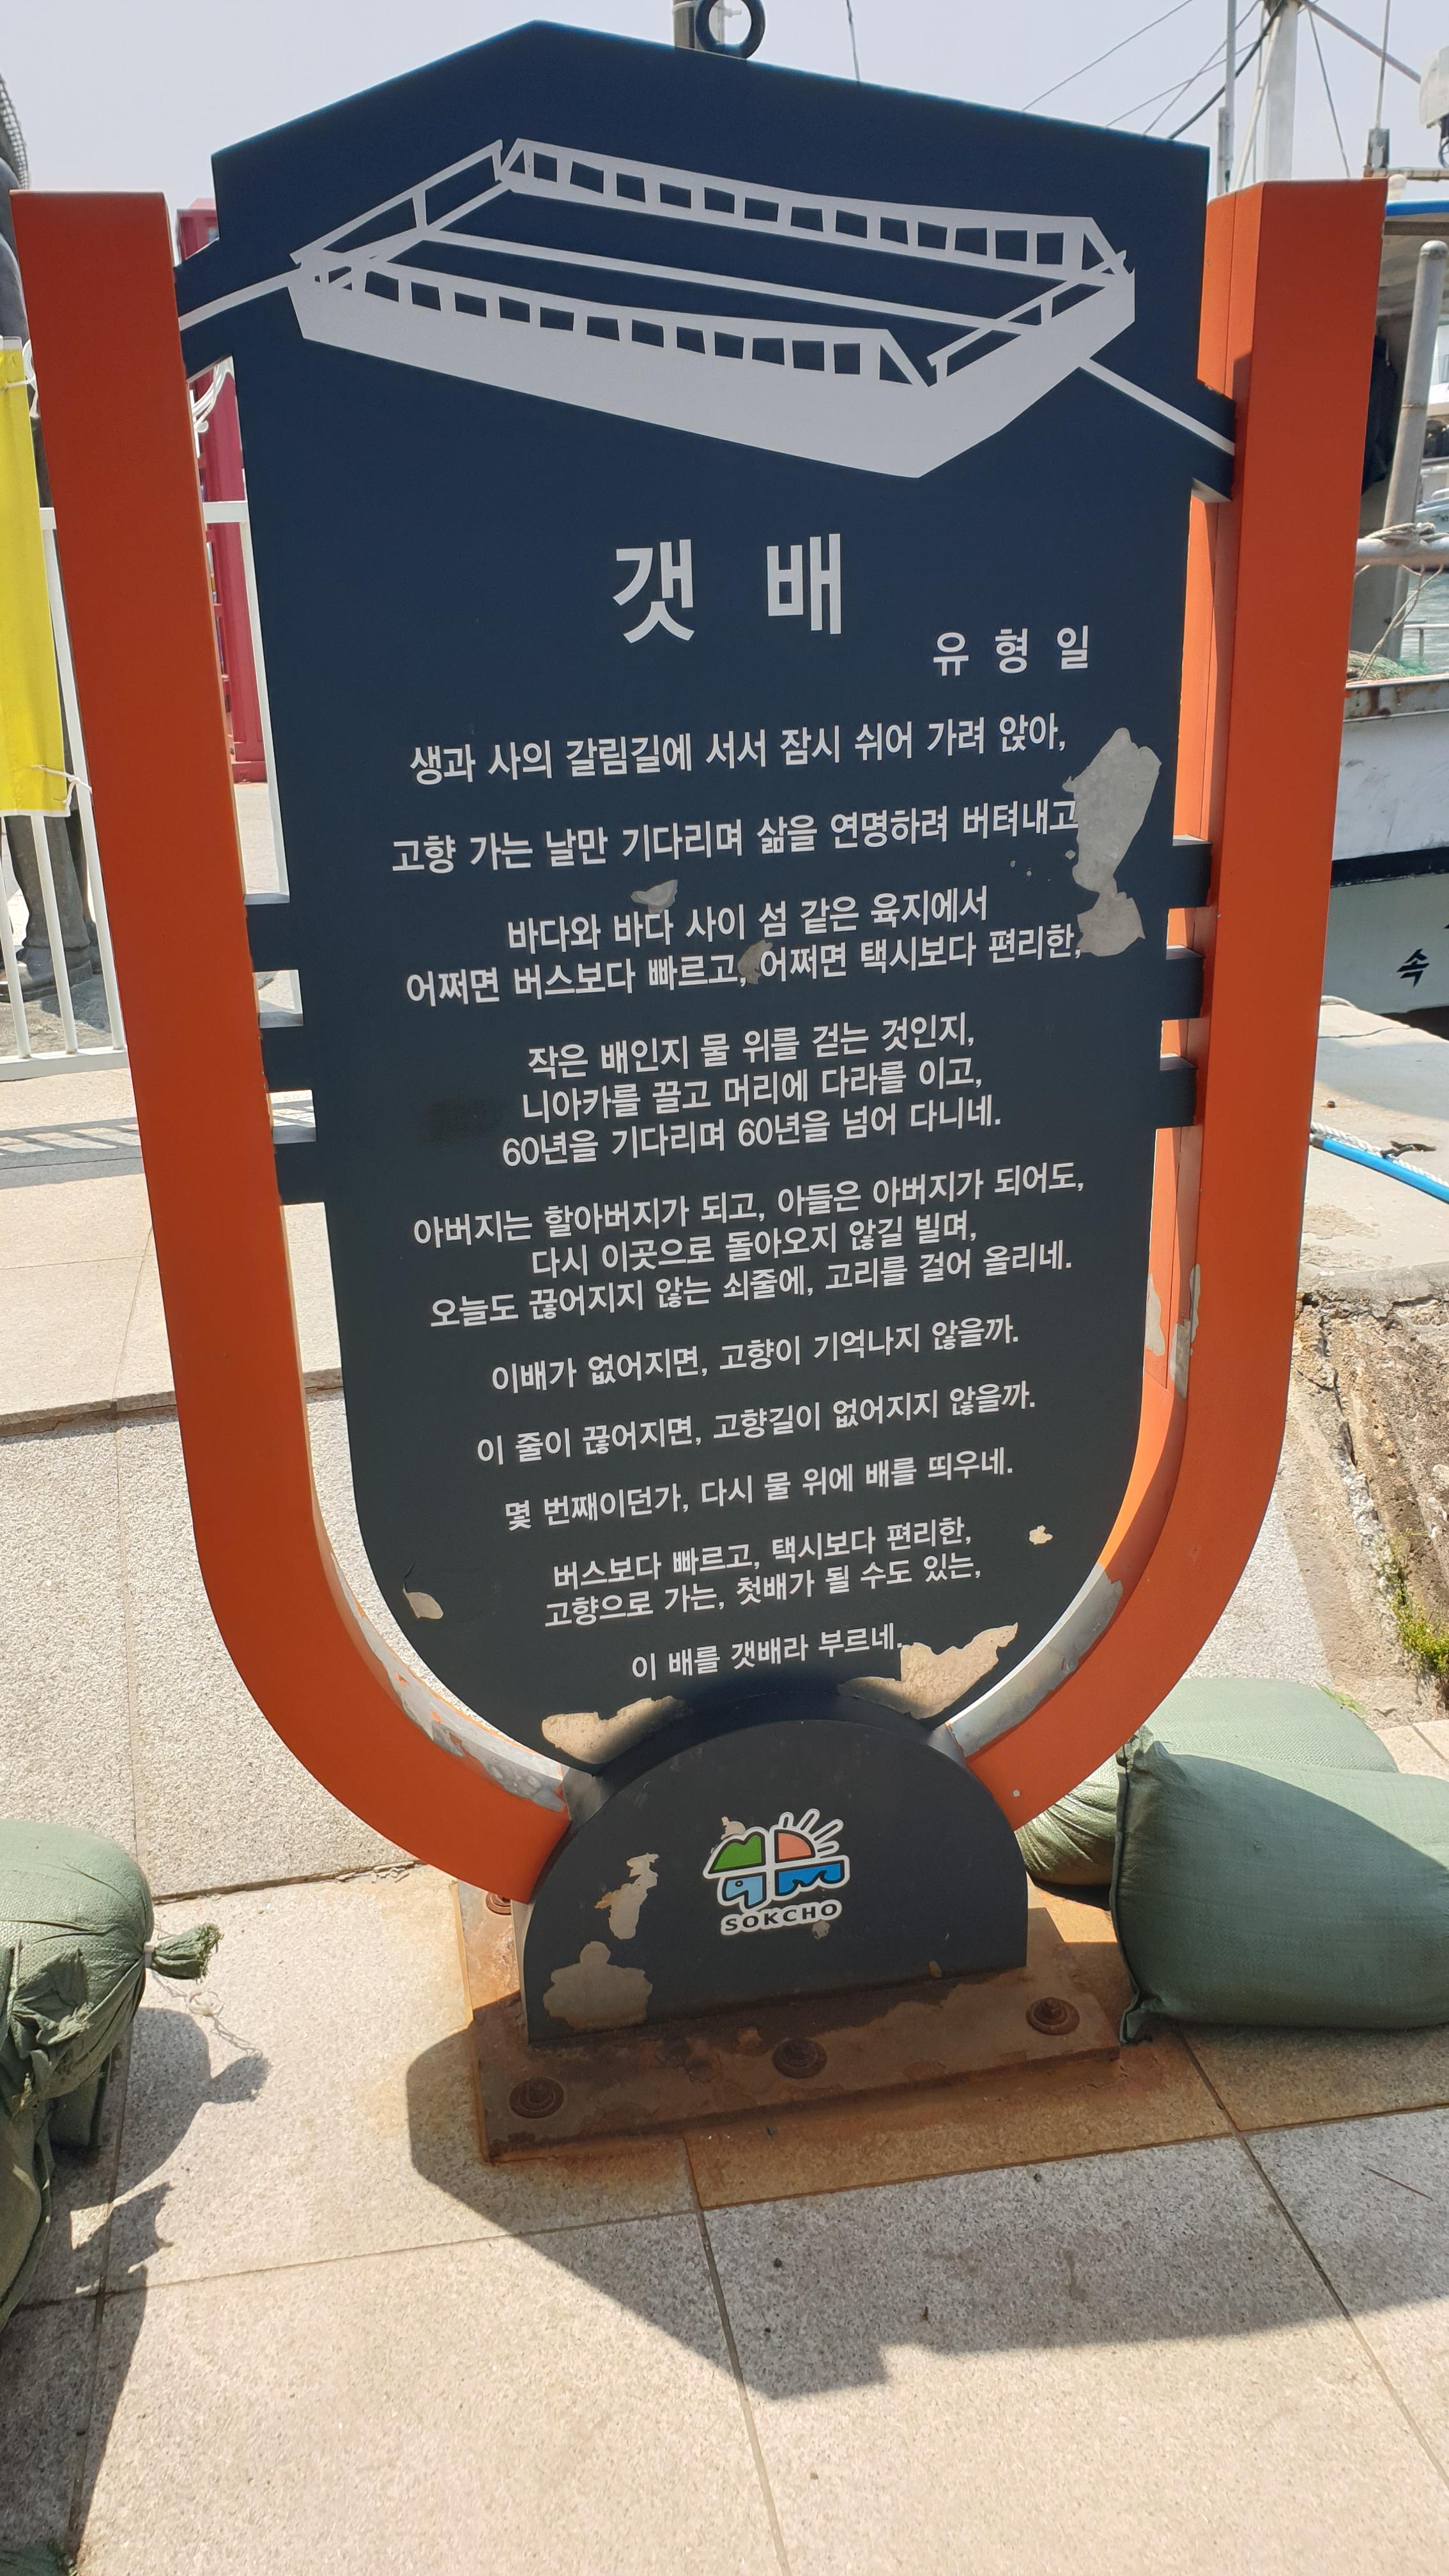 갯 배
유 형 일
생과 사의 갈림길에 서서 잠시 쉬어 가려 앉아,
고향 가는 날만 기다리며 삶을 연명하려 버텨내고
바다와 바다 사이 섬 같은 육지에서
어쩌면 버스보다 빠르고, 어쩌면 택시보다 편리한,
작은 배인지 물 위를 걷는 것인지,
니아카를 끌고 머리에 다라를 이고,
60년을 기다리며 60년을 넘어 다니네.
아버지는 할아버지가 되고, 아들은 아버지가 되어도,
다시 이곳으로 돌아오지 않길 빌며,
오늘도 끊어지지 않는 쇠줄에, 고리를 걸어 올리네.
이배가 없어지면, 고향이 기억나지 않을까.
이 줄이 끊어지면, 고향길이 없어지지 않을까.
몇 번째이던가, 다시 물 위에 배를 띄우네.
버스보다 빠르고, 택시보다 편리한,
고향으로 가는, 첫배가 될 수도 있는,
이 배를 갯배라 부르네.
SOKCHO
속